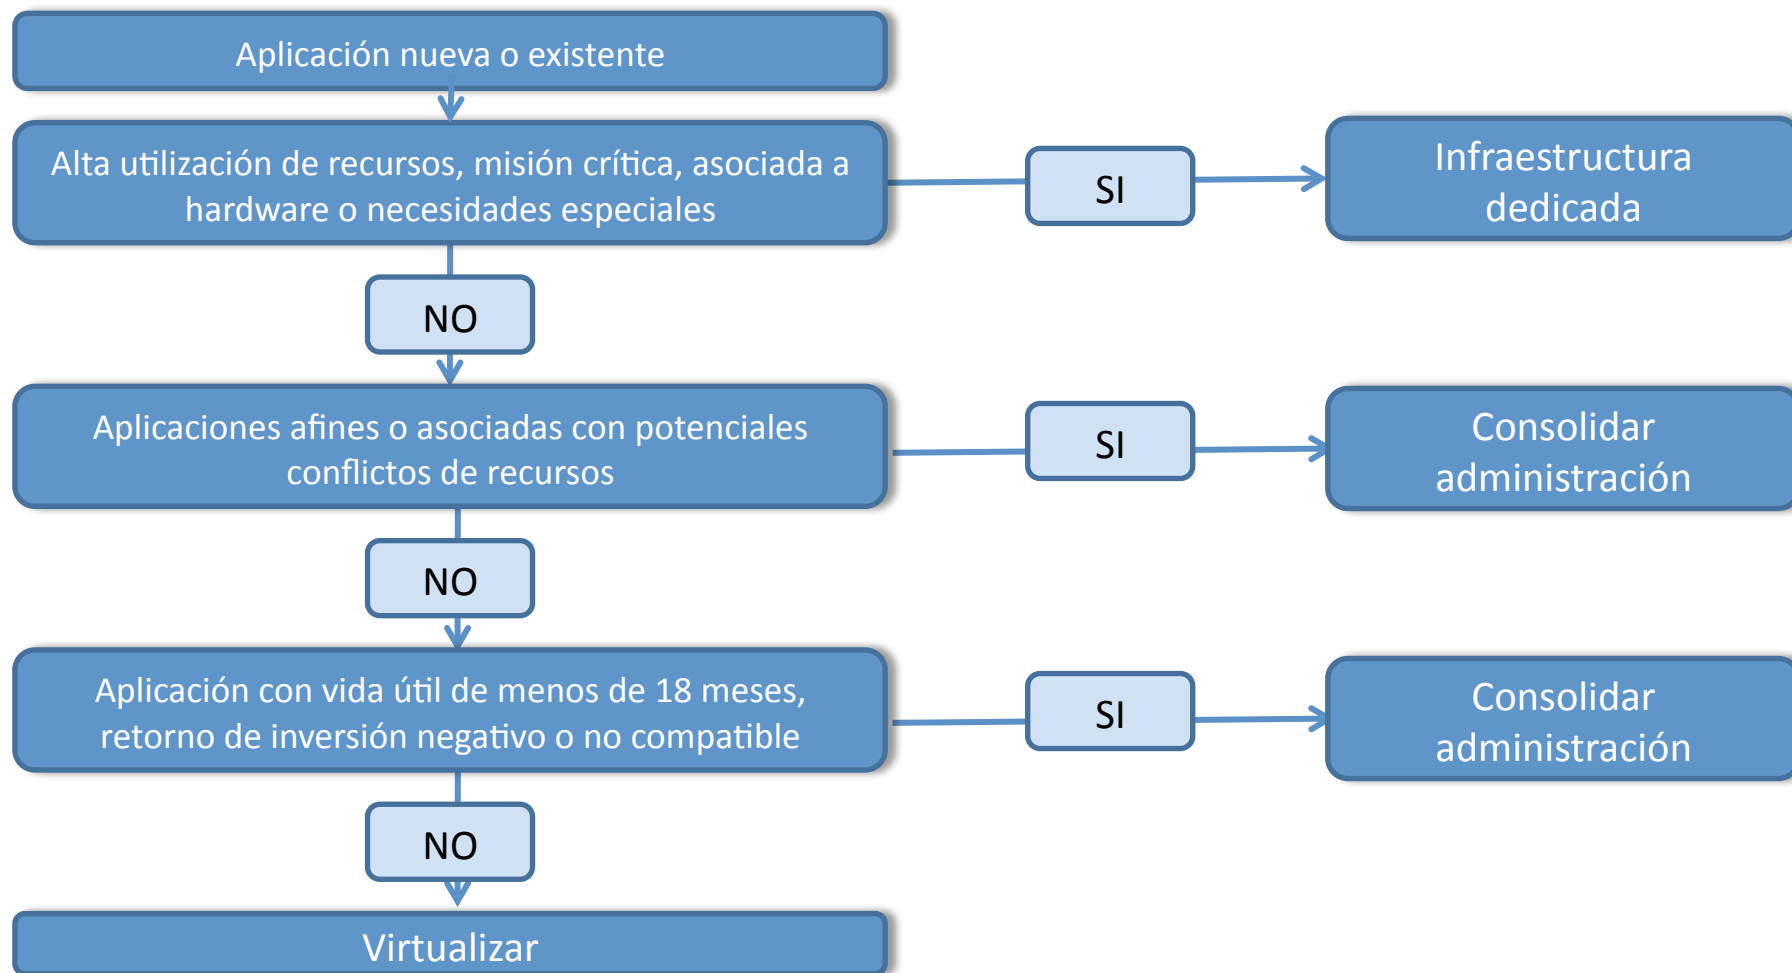 Aplicación nueva o existente
Alta utilización de recursos, misión crítica, asociada a
hardware o necesidades especiales
SI
Infraestructura
dedicada
NO
Aplicaciones afines o asociadas con potenciales
conflictos de recursos
SI
Consolidar
administración
NO
Aplicación con vida útil de menos de 18 meses,
retorno de inversión negativo o no compatible
SI
Consolidar
administración
NO
Virtualizar